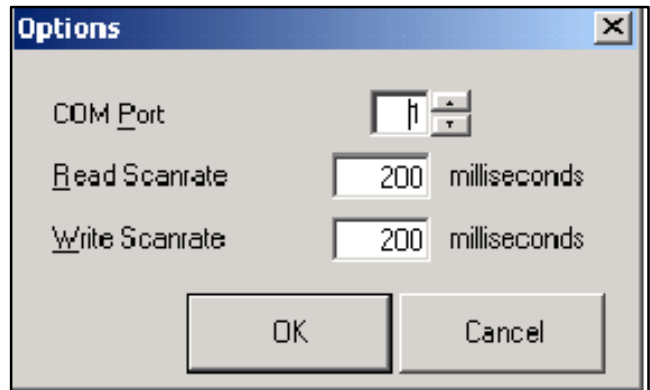 Options
COM Port 1
Read Scanrate 200 milliseconds
Write Scanrate 200 milliseconds
OK Cancel